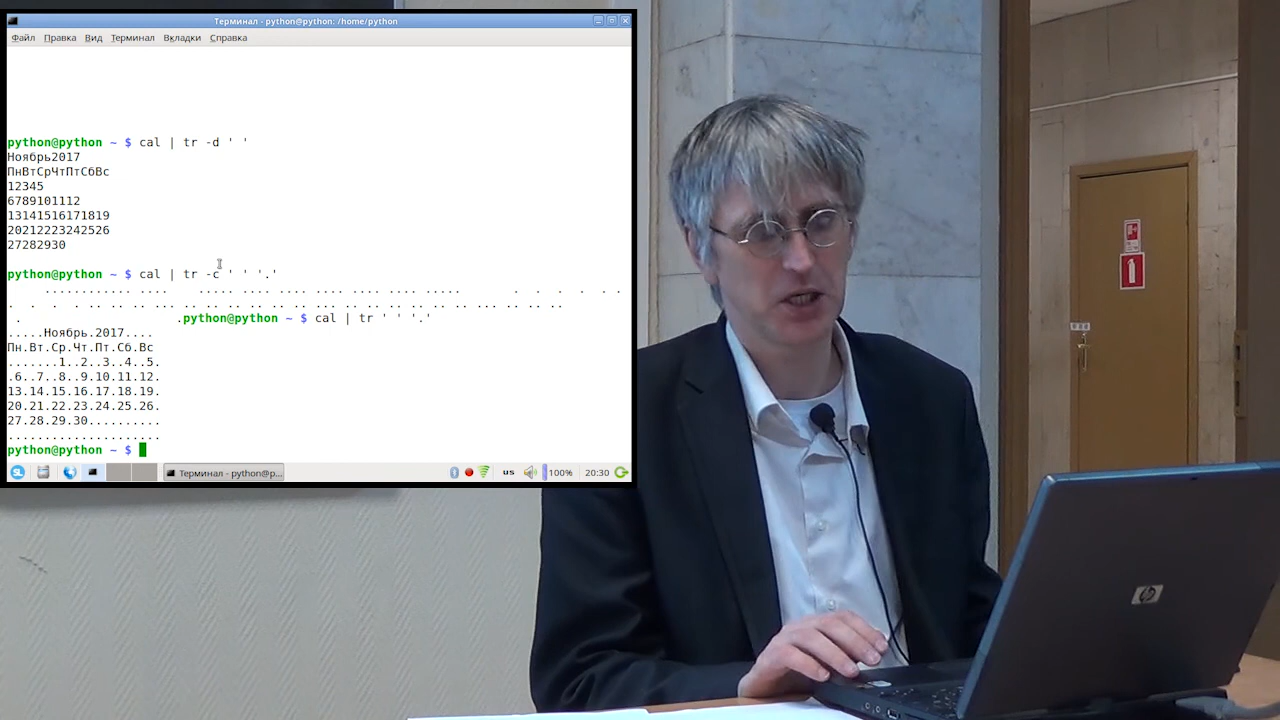 Терминал - python@python: /home/python
Файл Правка Вид Терминал Вкладки Справка
python@python ~ $ cal | tr -d ' '
Ноябрь2017
ПнВтСрЧтПтСбВс
12345
6789101112
13141516171819
20212223242526
27282930
python@python ~ $ cal | tr -c ' ' '.'
............ ....     ....... .. .... .... .... .... .....       .  .  .  . .
.  .   .  .  .  .. .. ... .. .. .. .. .. .. ... .. .. .. .. .. .. ... .. .. ..
.                      .python@python ~ $ cal | tr ' ' '.'
.....Ноябрь.2017....
Пн.Вт.Ср.Чт.Пт.Сб.Вс
.......1..2..3..4..5.
.6..7..8..9.10.11.12.
13.14.15.16.17.18.19.
20.21.22.23.24.25.26.
27.28.29.30..........
.....................
python@python ~ $
Терминал - python@p...
us
100%
20:30
hp